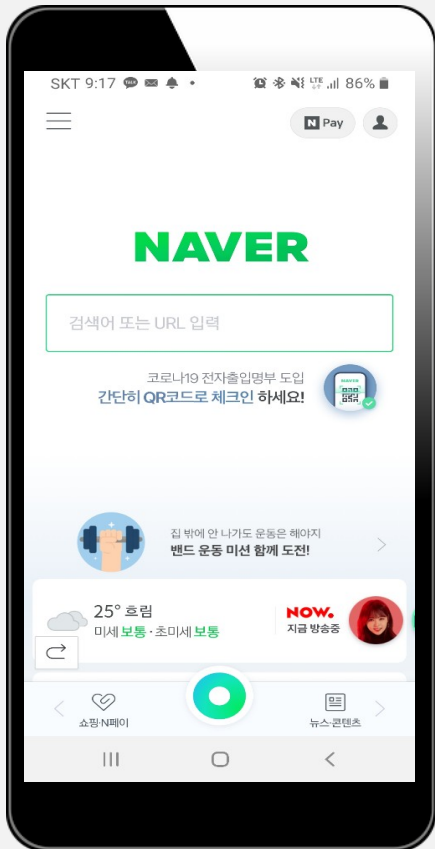 SKT 9:17
LTE 86%
N Pay
NAVER
검색어 또는 URL 입력
코로나19 전자출입명부 도입
간단히 QR코드로 체크인 하세요!
집 밖에 안 나가도 운동은 해야지
밴드 운동 미션 함께 도전!
25° 흐림
미세 보통 · 초미세 보통
NOW.
지금 방송중
쇼핑·N페이
뉴스·콘텐츠